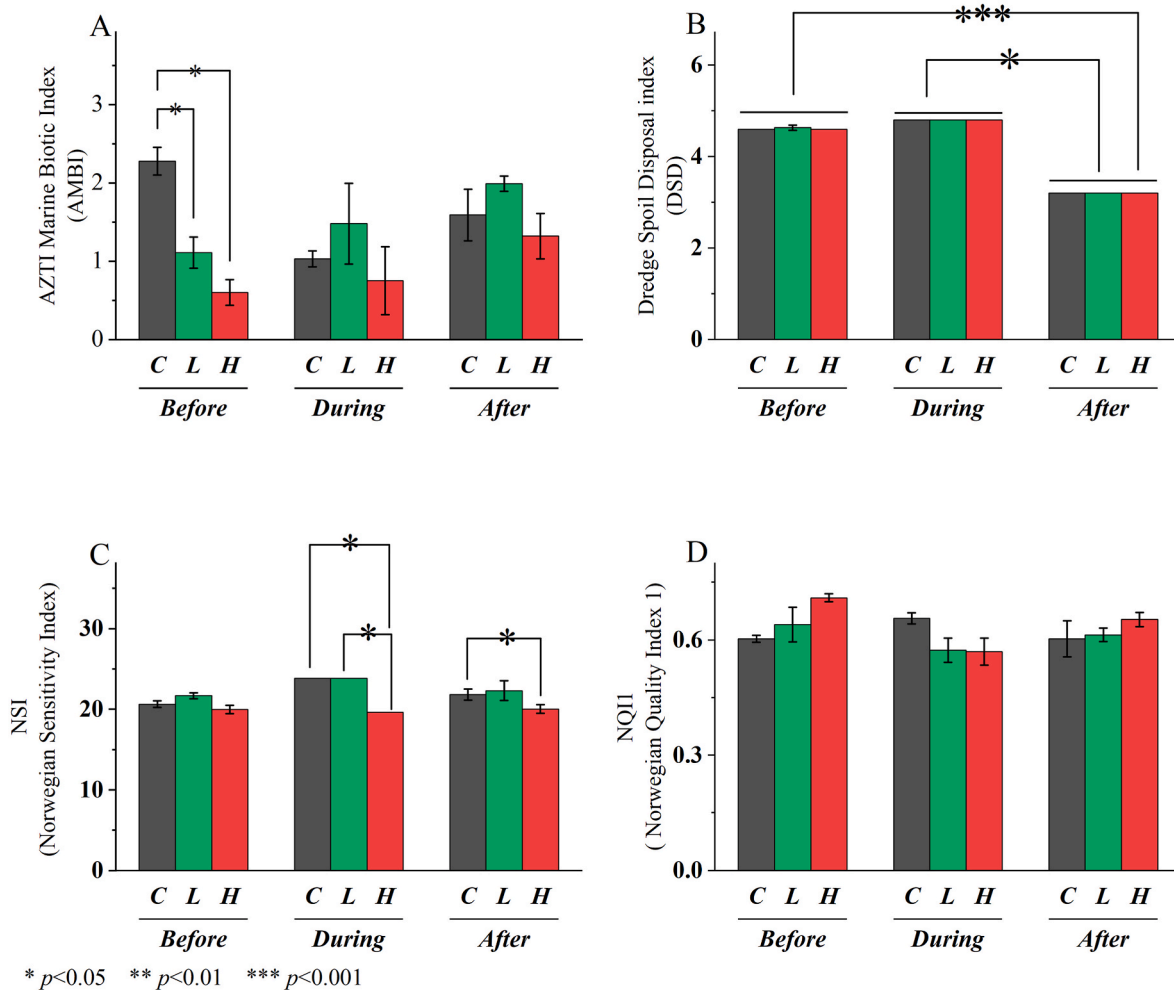 A
AZTI Marine Biotic Index
(AMBI)
3
2
1
0
*
*
C L H C L H C L H
Before During After
B
Dredge Spoil Disposal index
(DSD)
6
4
2
0
***
*
C L H C L H C L H
Before During After
C
NSI
(Norwegian Sensitivity Index)
30
20
10
0
*
*
*
C L H C L H C L H
Before During After
D
NQI1
( Norwegian Quality Index 1)
0.6
0.3
0.0
C L H C L H C L H
Before During After
* p<0.05 ** p<0.01 *** p<0.001